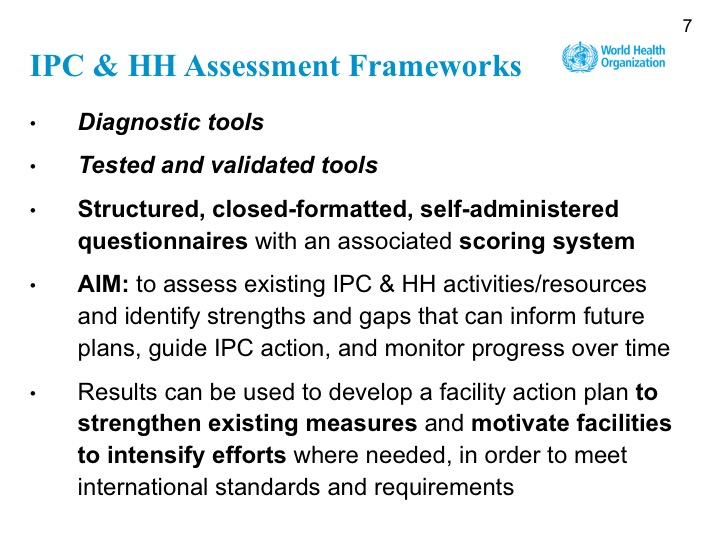 7
IPC & HH Assessment Frameworks
World Health
Organization
• Diagnostic tools
• Tested and validated tools
• Structured, closed-formatted, self-administered
questionnaires with an associated scoring system
• AIM: to assess existing IPC & HH activities/resources
and identify strengths and gaps that can inform future
plans, guide IPC action, and monitor progress over time
• Results can be used to develop a facility action plan to
strengthen existing measures and motivate facilities
to intensify efforts where needed, in order to meet
international standards and requirements